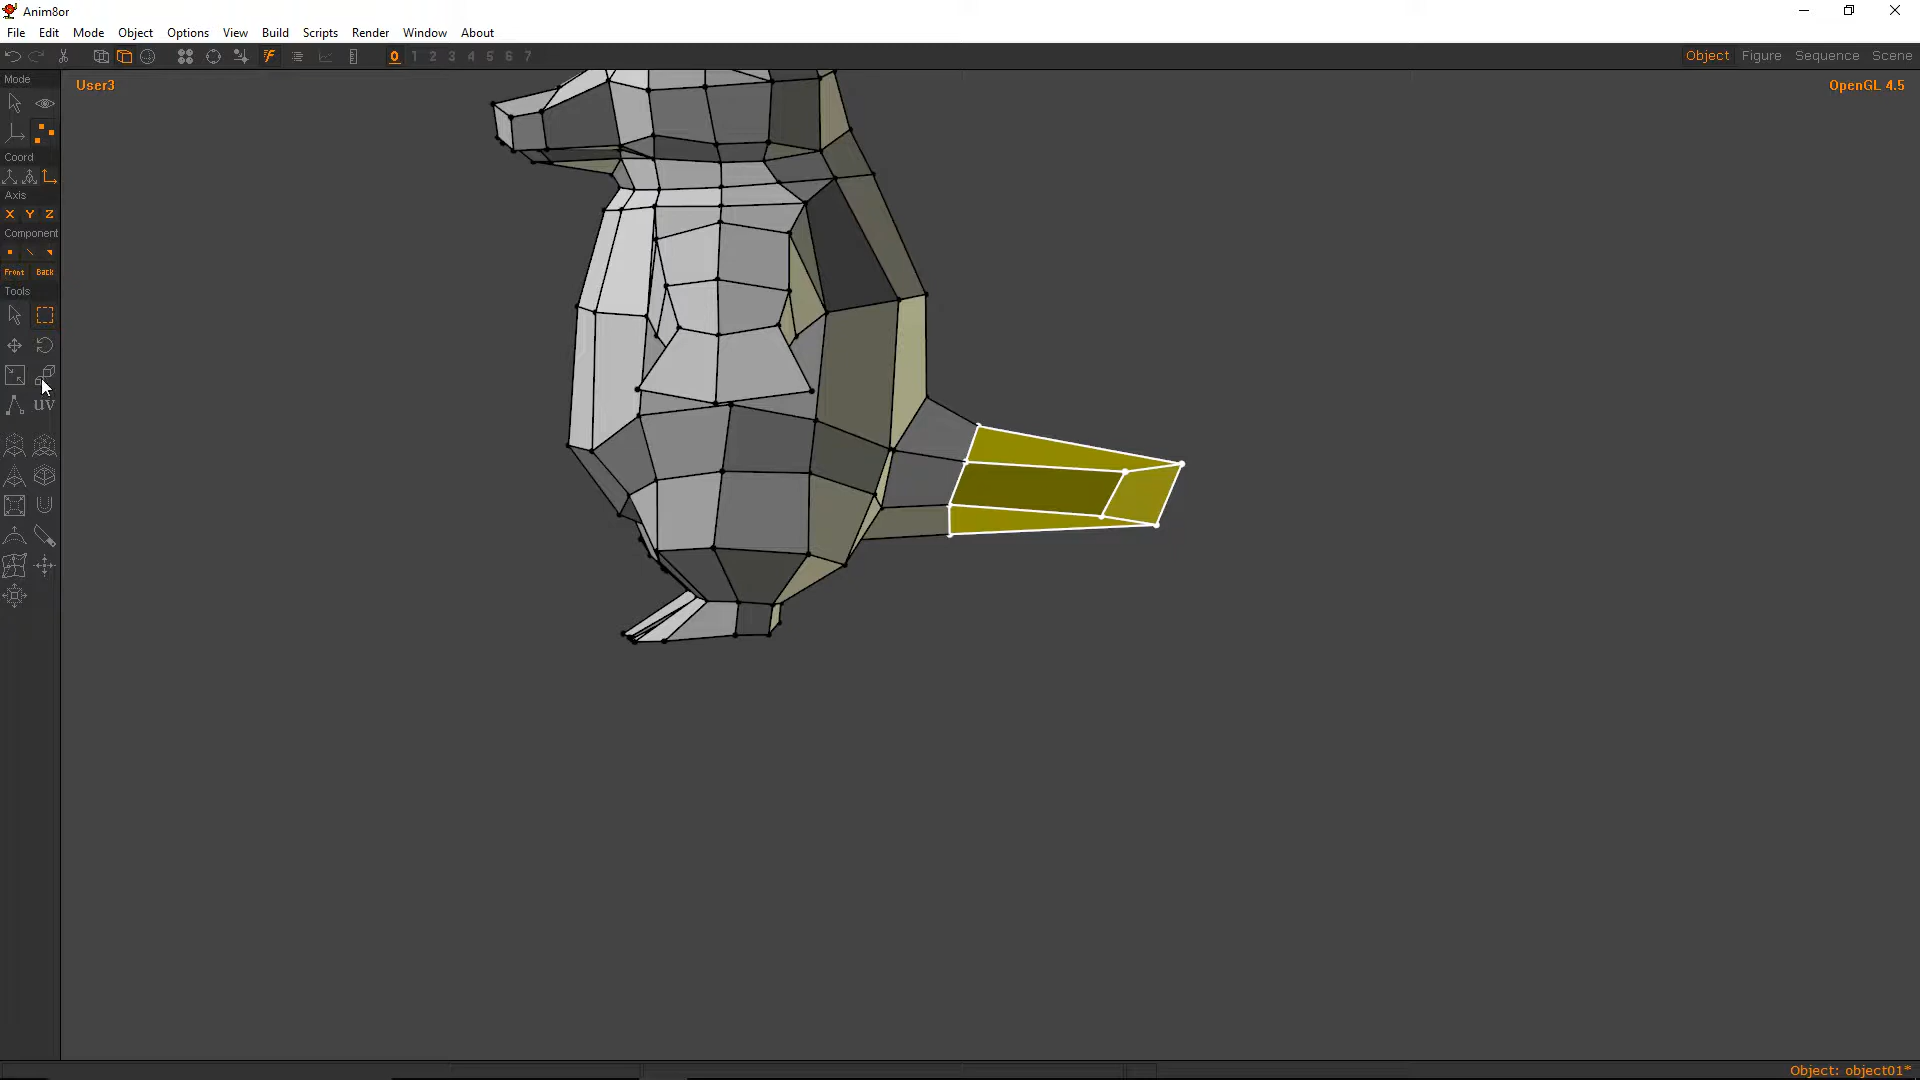 Anim8or
File Edit Mode Object Options View Build Scripts Render Window About
0 1 2 3 4 5 6 7 Object Figure Sequence Scene
Mode
User3 OpenGL 4.5
Coord
Axis
X Y Z
Component
Front Back
Tools
UV
Object: object01*